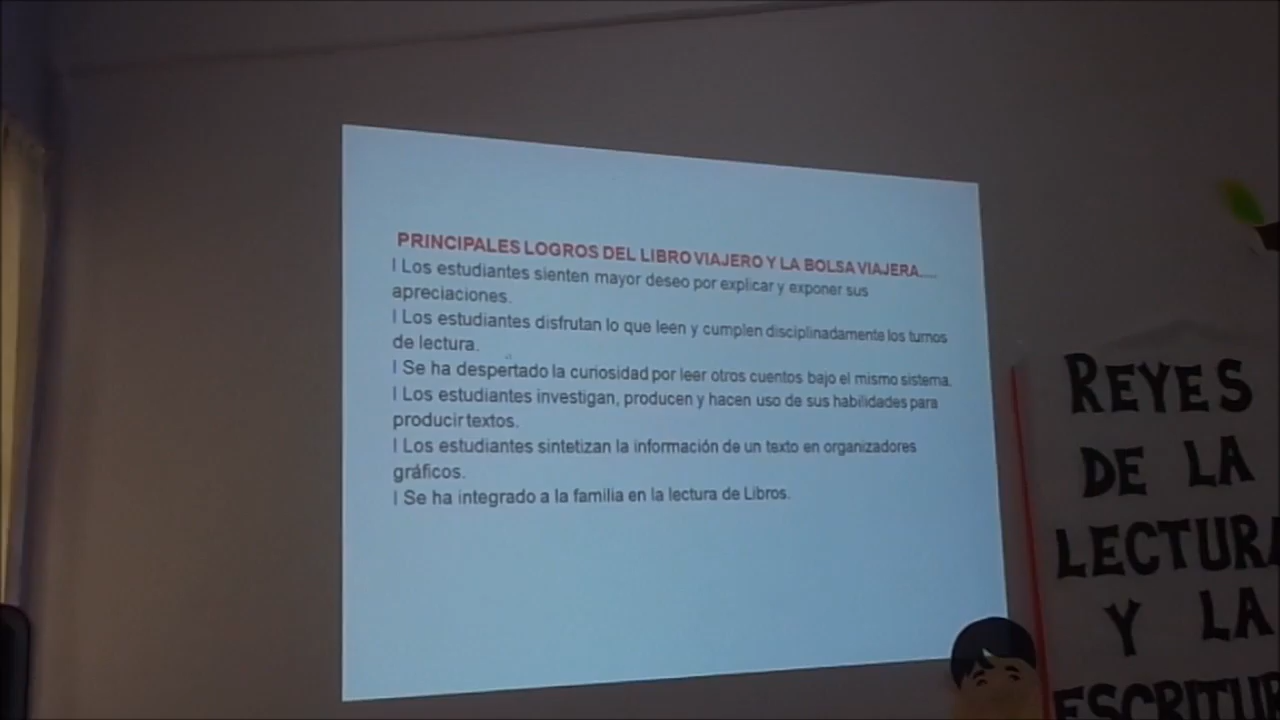 PRINCIPALES LOGROS DEL LIBRO VIAJERO Y LA BOLSA VIAJERA....
l Los estudiantes sienten mayor deseo por explicar y exponer sus
apreciaciones.
l Los estudiantes disfrutan lo que leen y cumplen disciplinadamente los turnos
de lectura.
l Se ha despertado la curiosidad por leer otros cuentos bajo el mismo sistema.
l Los estudiantes investigan, producen y hacen uso de sus habilidades para
producir textos.
l Los estudiantes sintetizan la información de un texto en organizadores
gráficos.
l Se ha integrado a la familia en la lectura de Libros.
REYES
DE LA
LECTURA
Y LA
ESCRITUR